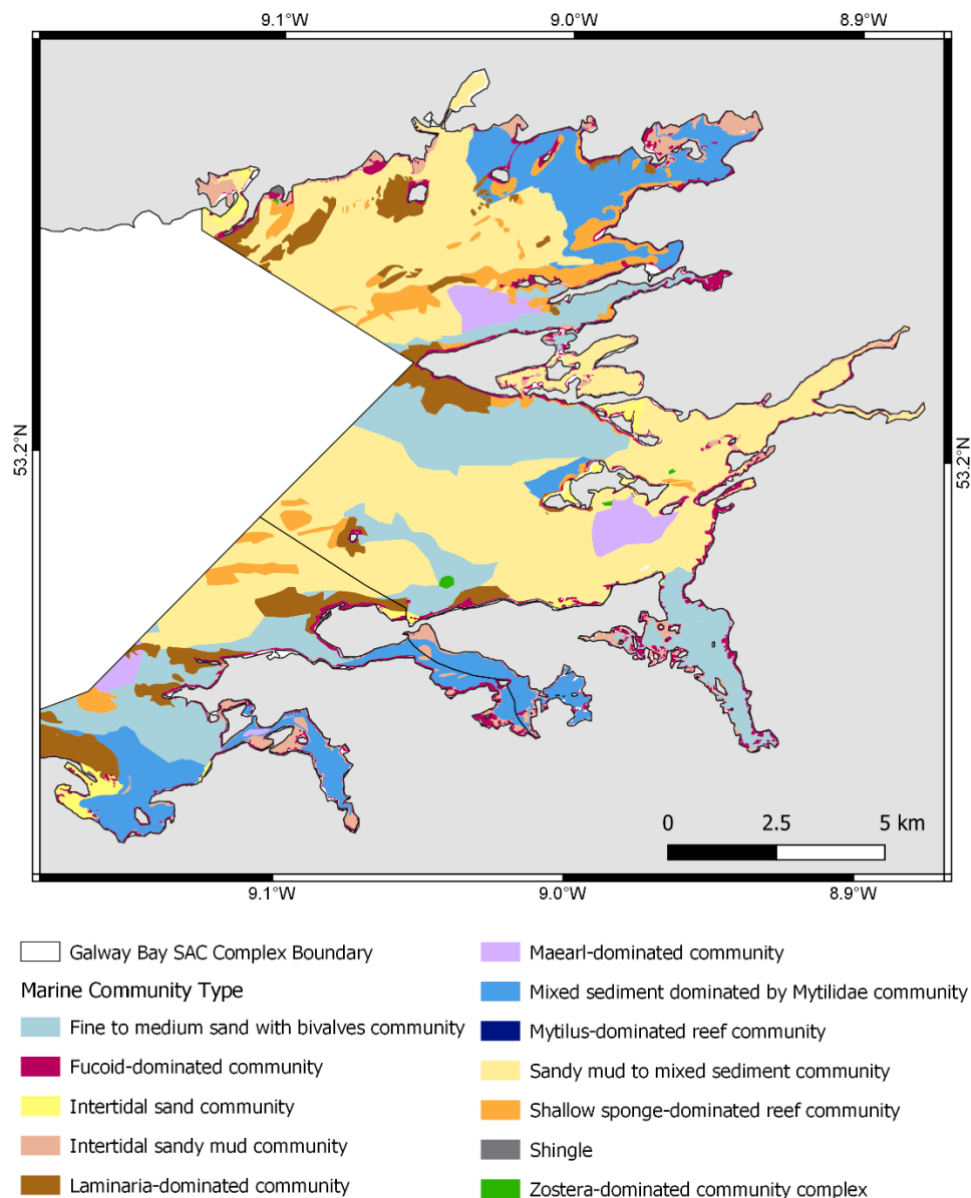 9.1°W 9.0°W 8.9°W
53.2°N
53.2°N
0 2.5 5 km
9.1°W 9.0°W 8.9°W
Galway Bay SAC Complex Boundary
Marine Community Type
Fine to medium sand with bivalves community
Fucoid-dominated community
Intertidal sand community
Intertidal sandy mud community
Laminaria-dominated community
Maearl-dominated community
Mixed sediment dominated by Mytilidae community
Mytilus-dominated reef community
Sandy mud to mixed sediment community
Shallow sponge-dominated reef community
Shingle
Zostera-dominated community complex